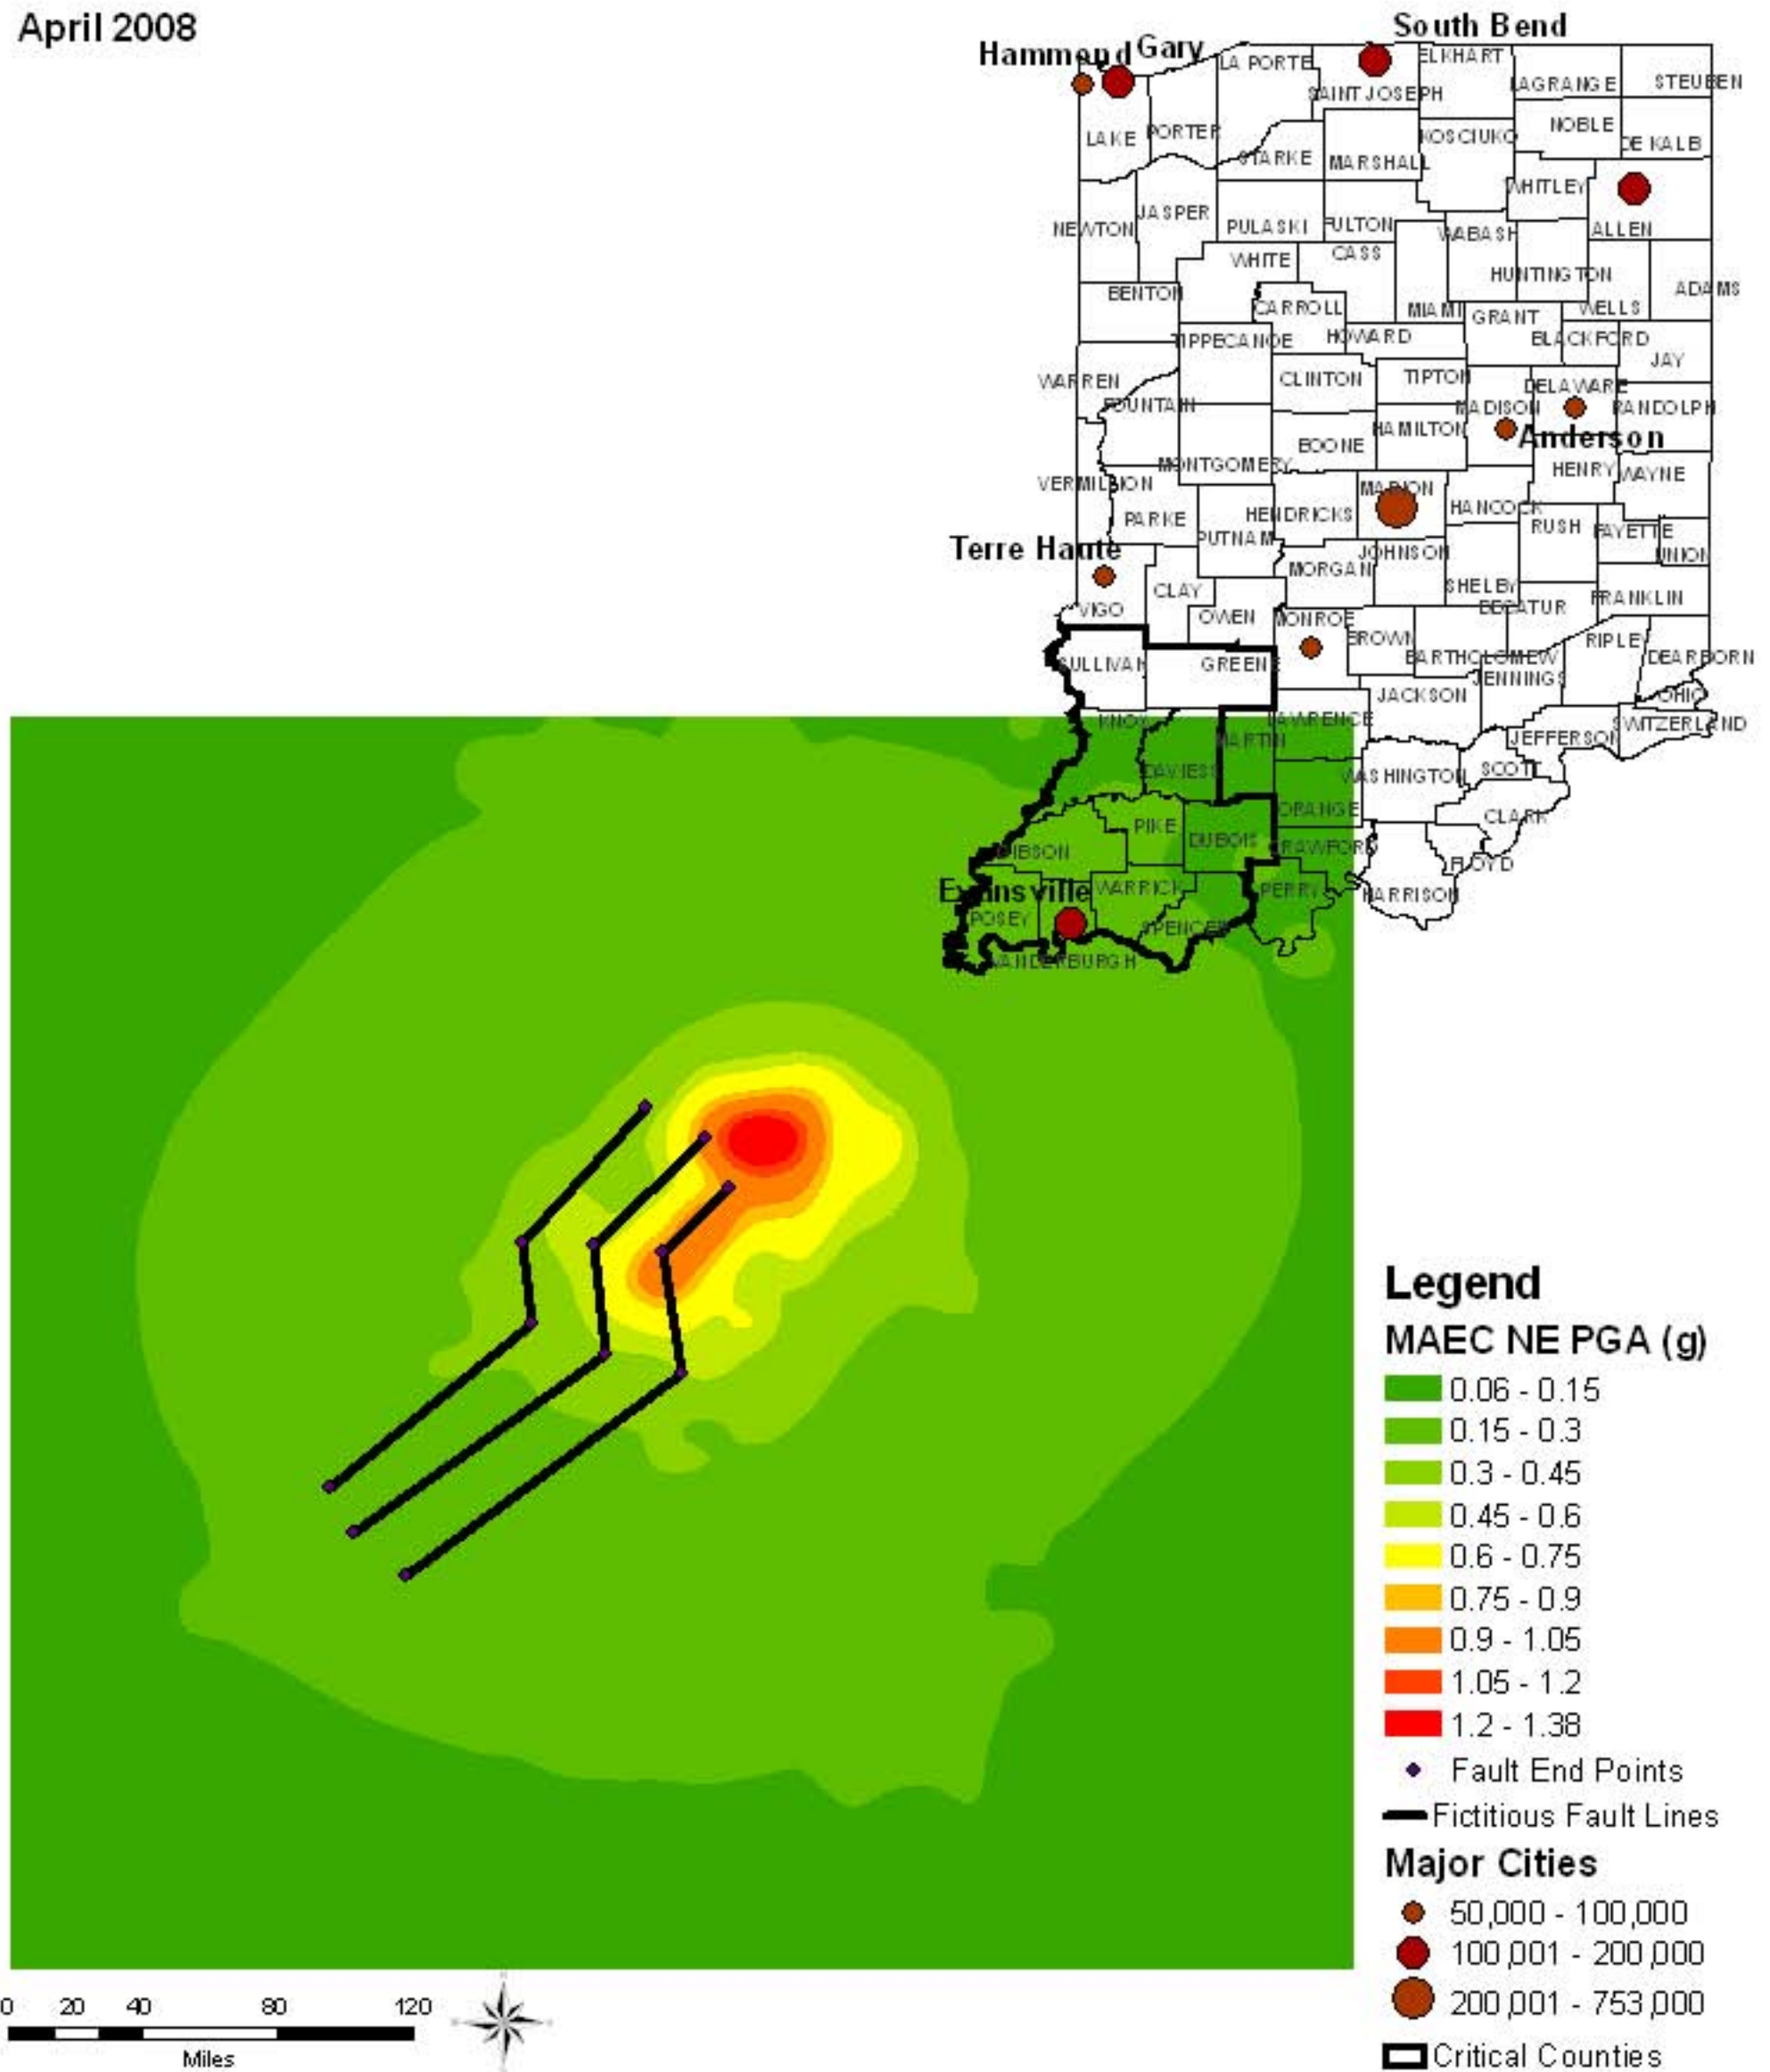 April 2008
South Bend
Hammond Gary
LA PORTE
ELKHART
LAGRANGE
STEUBEN
SAINT JOSEPH
LAKE
PORTER
NOBLE
DE KALB
KOSCIUKO
STARKE
MARSHALL
WHITLEY
JASPER
NEWTON
PULASKI
FULTON
WABASH
ALLEN
WHITE
CASS
HUNTINGTON
ADAMS
BENTON
CARROLL
MIAMI
GRANT
WELLS
TIPPECANOE
HOWARD
BLACKFORD
JAY
WARREN
CLINTON
TIPTON
DELAWARE
FOUNTAIN
MADISON
RANDOLPH
HAMILTON
Anderson
BOONE
MONTGOMERY
HENRY
WAYNE
VERMILLION
MARION
HANCOCK
PARKE
HENDRICKS
RUSH
FAYETTE
PUTNAM
Terre Haute
JOHNSON
UNION
MORGAN
CLAY
SHELBY
VIGO
DECATUR
FRANKLIN
OWEN
MONROE
BROWN
RIPLEY
SULLIVAN
GREENE
BARTHOLOMEW
DEARBORN
JENNINGS
JACKSON
OHIO
KNOX
LAWRENCE
SWITZERLAND
MARTIN
JEFFERSON
DAVIESS
WASHINGTON
SCOTT
ORANGE
CLARK
PIKE
DUBOIS
GIBSON
CRAWFORD
FLOYD
Evansville
WARRICK
PERRY
HARRISON
POSEY
SPENCER
VANDERBURGH
Legend
MAEC NE PGA (g)
0.06 - 0.15
0.15 - 0.3
0.3 - 0.45
0.45 - 0.6
0.6 - 0.75
0.75 - 0.9
0.9 - 1.05
1.05 - 1.2
1.2 - 1.38
Fault End Points
Fictitious Fault Lines
Major Cities
50,000 - 100,000
100,001 - 200,000
200,001 - 753,000
Critical Counties
0 20 40 80 120
Miles